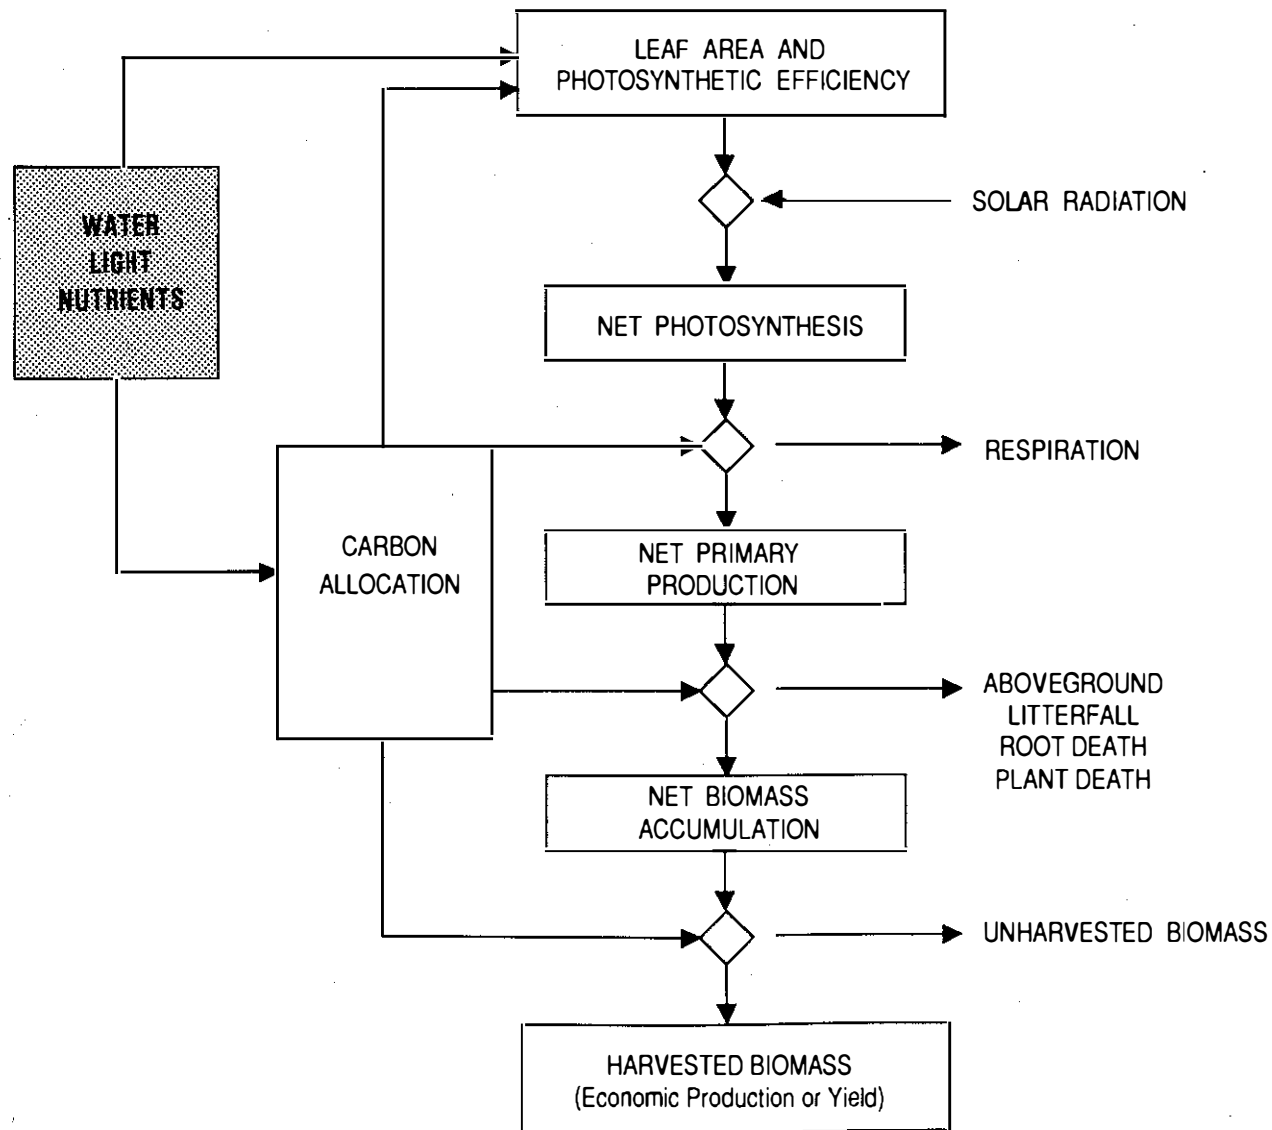 LEAF AREA AND
PHOTOSYNTHETIC EFFICIENCY
WATER
LIGHT
NUTRIENTS
SOLAR RADIATION
NET PHOTOSYNTHESIS
RESPIRATION
CARBON
ALLOCATION
NET PRIMARY
PRODUCTION
ABOVEGROUND
LITTERFALL
ROOT DEATH
PLANT DEATH
NET BIOMASS
ACCUMULATION
UNHARVESTED BIOMASS
HARVESTED BIOMASS
(Economic Production or Yield)